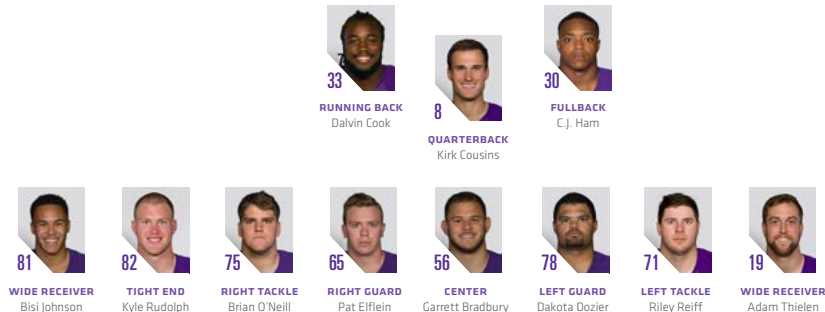 33
RUNNING BACK
Dalvin Cook
8
QUARTERBACK
Kirk Cousins
30
FULLBACK
C.J. Ham
81
WIDE RECEIVER
Bisi Johnson
82
TIGHT END
Kyle Rudolph
75
RIGHT TACKLE
Brian O'Neill
65
RIGHT GUARD
Pat Elflein
56
CENTER
Garrett Bradbury
78
LEFT GUARD
Dakota Dozier
71
LEFT TACKLE
Riley Reiff
19
WIDE RECEIVER
Adam Thielen